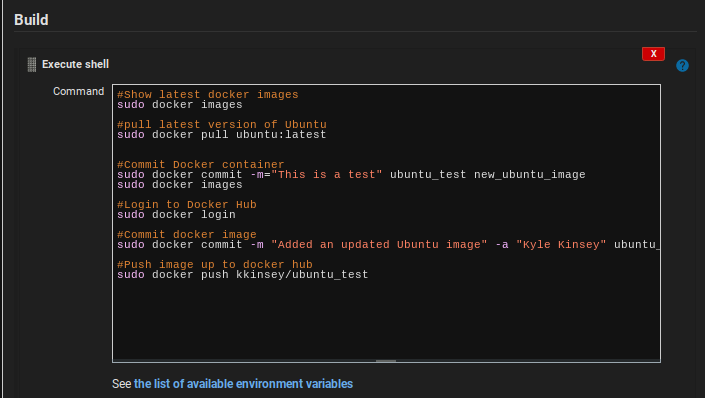 Build
Execute shell
X
?
Command
#Show latest docker images
sudo docker images
#pull latest version of Ubuntu
sudo docker pull ubuntu:latest
#Commit Docker container
sudo docker commit -m="This is a test" ubuntu_test new_ubuntu_image
sudo docker images
#Login to Docker Hub
sudo docker login
#Commit docker image
sudo docker commit -m "Added an updated Ubuntu image" -a "Kyle Kinsey" ubuntu_
#Push image up to docker hub
sudo docker push kkinsey/ubuntu_test
See the list of available environment variables